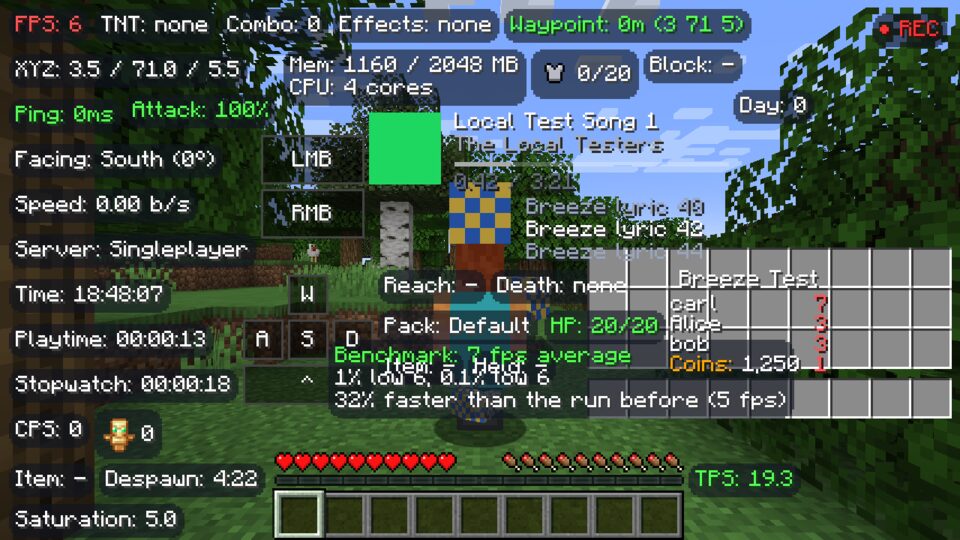 FPS: 6 TNT: none Combo: 0 Effects: none Waypoint: 0m (3 71 5) REC
XYZ: 3.5 / 71.0 / 5.5 Mem: 1160 / 2048 MB 0/20 Block: -
CPU: 4 cores
Ping: 0ms Attack: 100% Day: 0
Local Test Song 1
Facing: South (0°) LMB The Local Testers
0:42 3:21
Speed: 0.00 b/s RMB Breeze lyric 40
Breeze lyric 42
Server: Singleplayer Breeze lyric 44
Reach: - Death: none Breeze Test
Time: 18:48:07 W carl 7
Pack: Default HP: 20/20 Alice 3
Playtime: 00:00:13 A S D bob 3
Benchmark: 7 fps average
Item: - Held: - Coins: 1,250 1
Stopwatch: 00:00:18 ^ 1% low 6, 0.1% low 6
32% faster than the run before (5 fps)
CPS: 0 0
Item: - Despawn: 4:22 TPS: 19.3
Saturation: 5.0